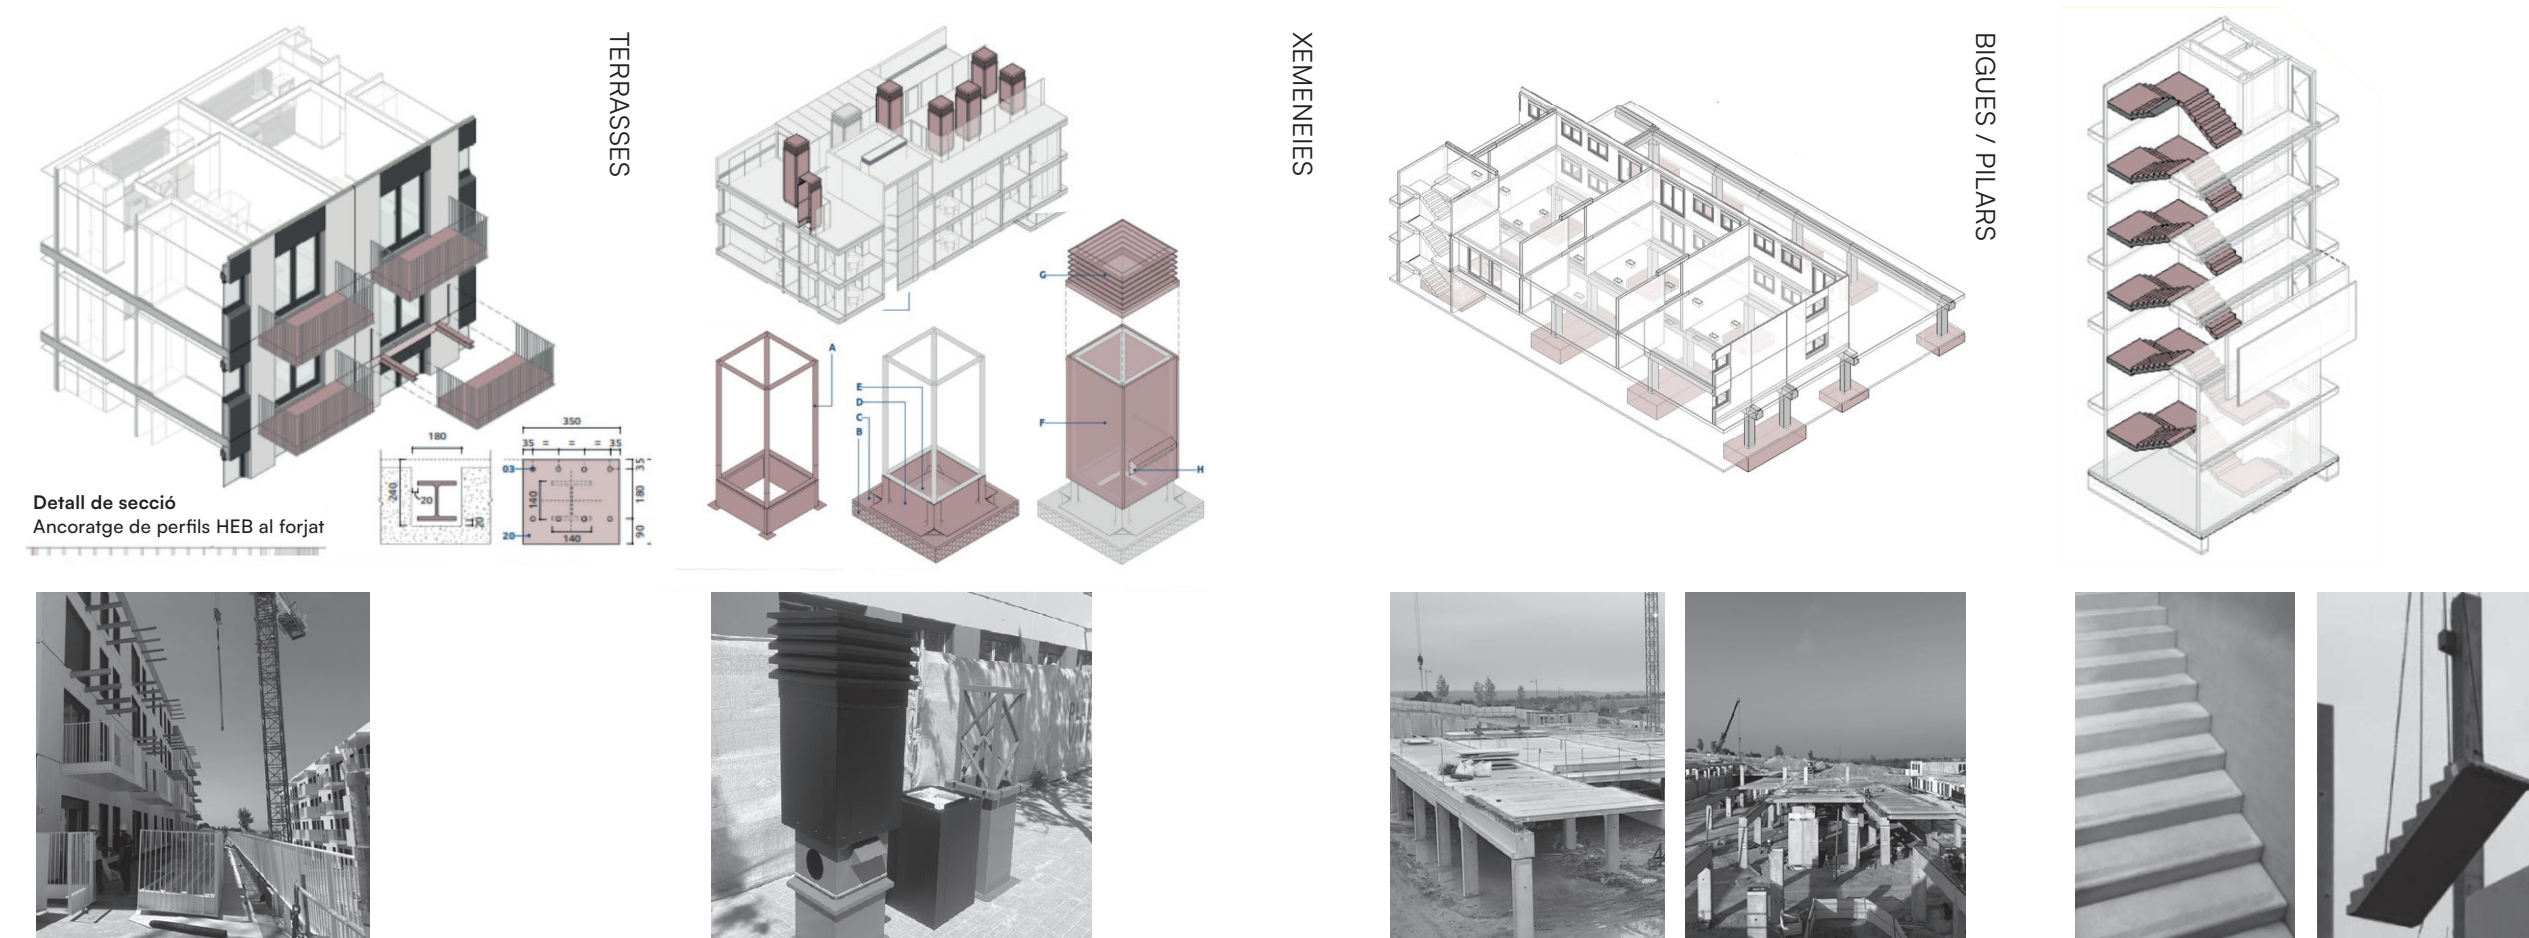 TERRASSES
180
240
20
20
Detall de secció
Ancoratge de perfils HEB al forjat
350
35 = = = 35
03
140
140
20
35
180
90
XEMENEIES
A
E
D
C
B
G
F
H
BIGUES / PILARS